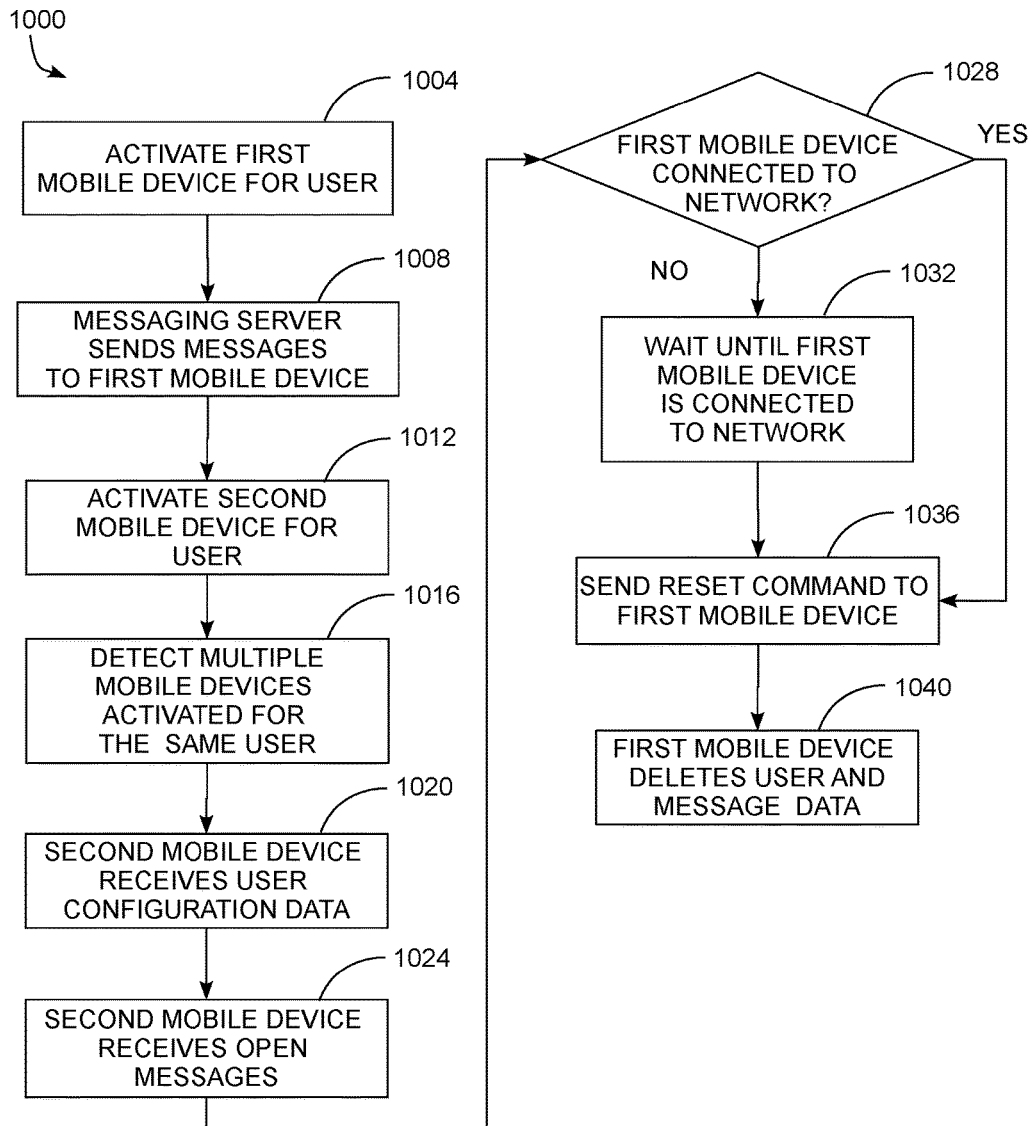 1000
1004
ACTIVATE FIRST
MOBILE DEVICE FOR USER
1008
MESSAGING SERVER
SENDS MESSAGES
TO FIRST MOBILE DEVICE
1012
ACTIVATE SECOND
MOBILE DEVICE FOR
USER
1016
DETECT MULTIPLE
MOBILE DEVICES
ACTIVATED FOR
THE SAME USER
1020
SECOND MOBILE DEVICE
RECEIVES USER
CONFIGURATION DATA
1024
SECOND MOBILE DEVICE
RECEIVES OPEN
MESSAGES
1028
FIRST MOBILE DEVICE
CONNECTED TO
NETWORK?
YES
NO
1032
WAIT UNTIL FIRST
MOBILE DEVICE
IS CONNECTED
TO NETWORK
1036
SEND RESET COMMAND TO
FIRST MOBILE DEVICE
1040
FIRST MOBILE DEVICE
DELETES USER AND
MESSAGE DATA